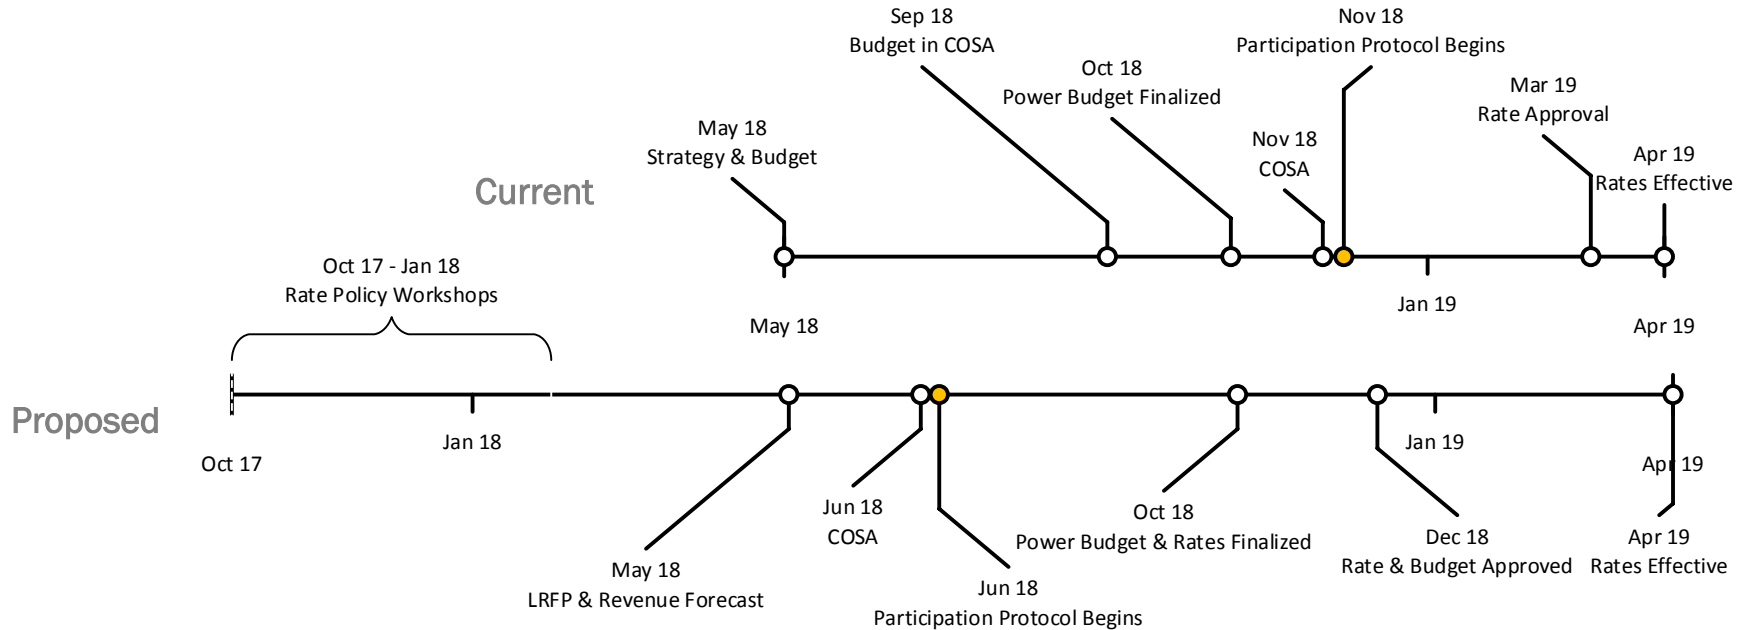 Sep 18
Budget in COSA
Nov 18
Participation Protocol Begins
Oct 18
Power Budget Finalized
Mar 19
Rate Approval
May 18
Strategy & Budget
Nov 18
COSA
Apr 19
Rates Effective
Current
Oct 17 - Jan 18
Rate Policy Workshops
May 18
Jan 19
Apr 19
Proposed
Oct 17
Jan 18
Jan 19
Apr 19
Jun 18
COSA
Oct 18
Power Budget & Rates Finalized
Dec 18
Rate & Budget Approved
Apr 19
Rates Effective
May 18
LRFP & Revenue Forecast
Jun 18
Participation Protocol Begins